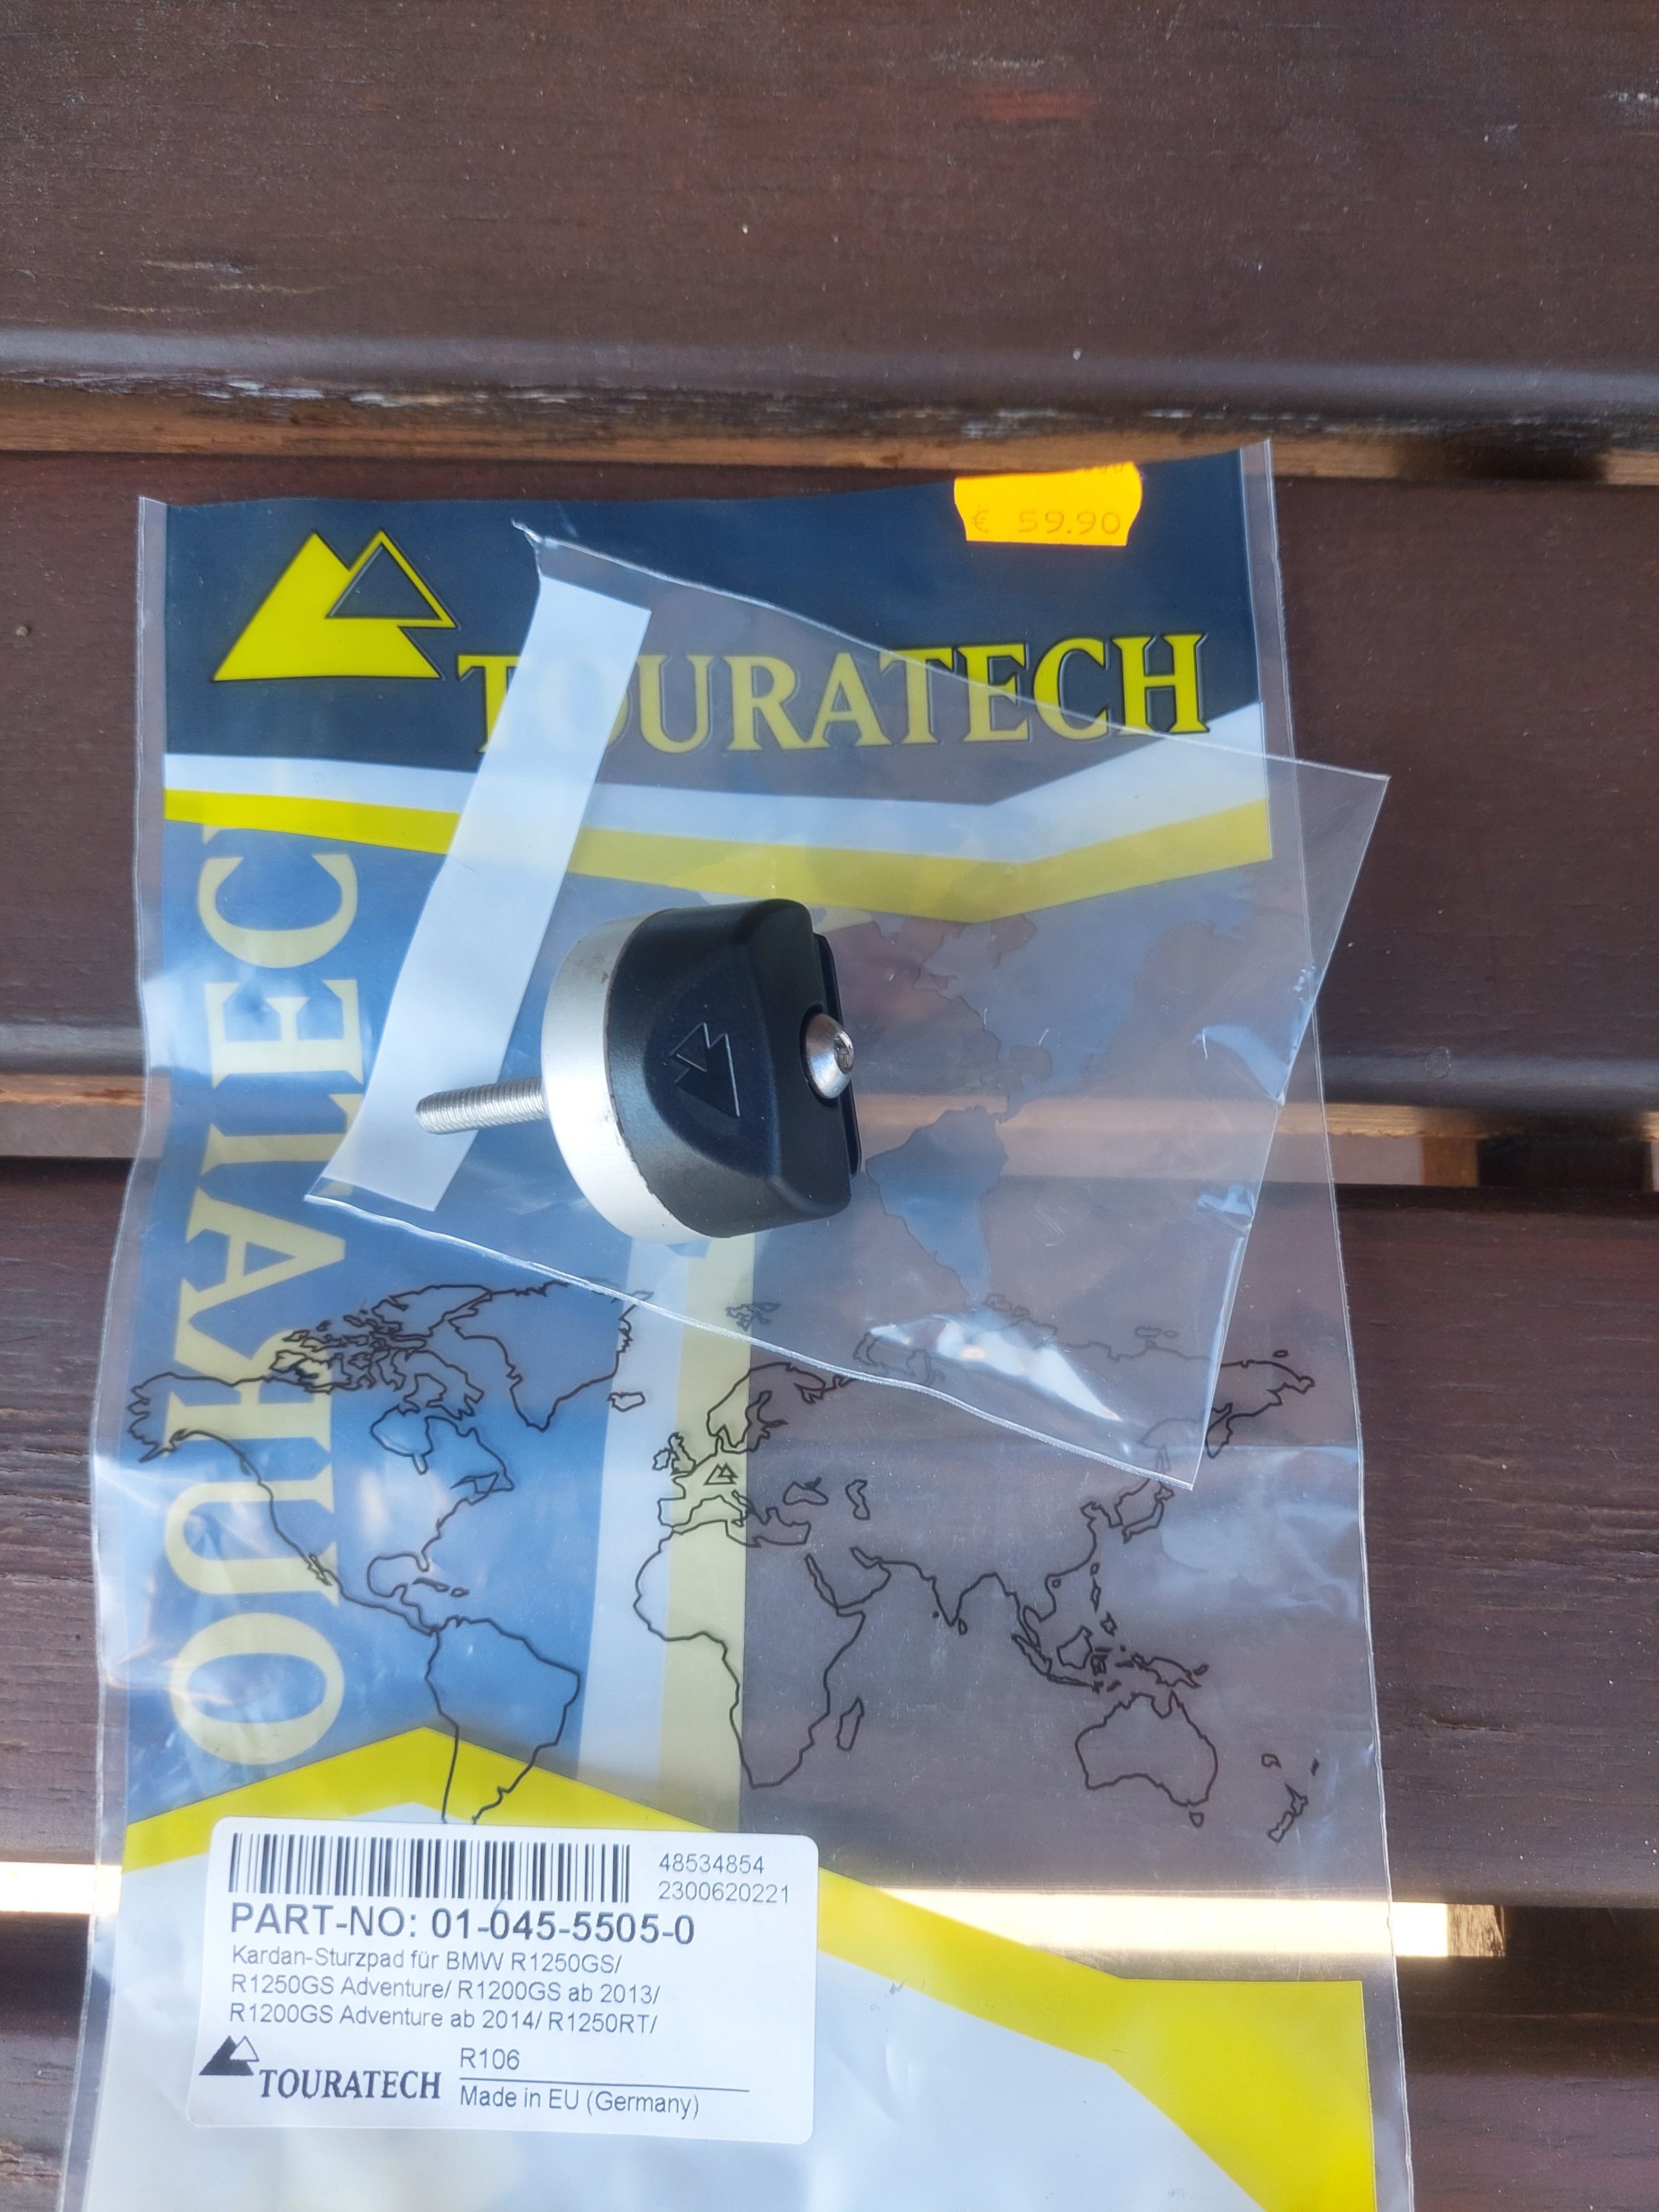 € 59.90
TOURATECH
48534854
2300620221
PART-NO: 01-045-5505-0
Kardan-Sturzpad für BMW R1250GS/
R1250GS Adventure/ R1200GS ab 2013/
R1200GS Adventure ab 2014/ R1250RT/
R106
TOURATECH
Made in EU (Germany)